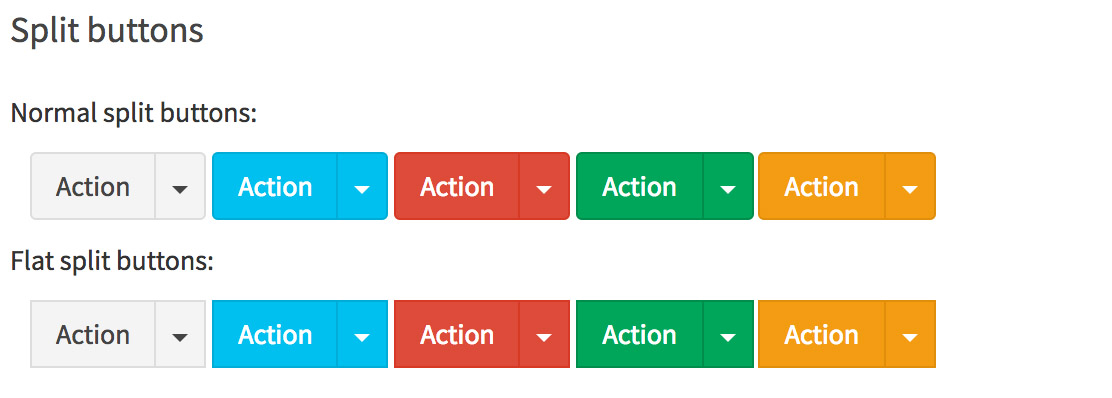 Split buttons
Normal split buttons:
Action Action Action Action Action
Flat split buttons:
Action Action Action Action Action